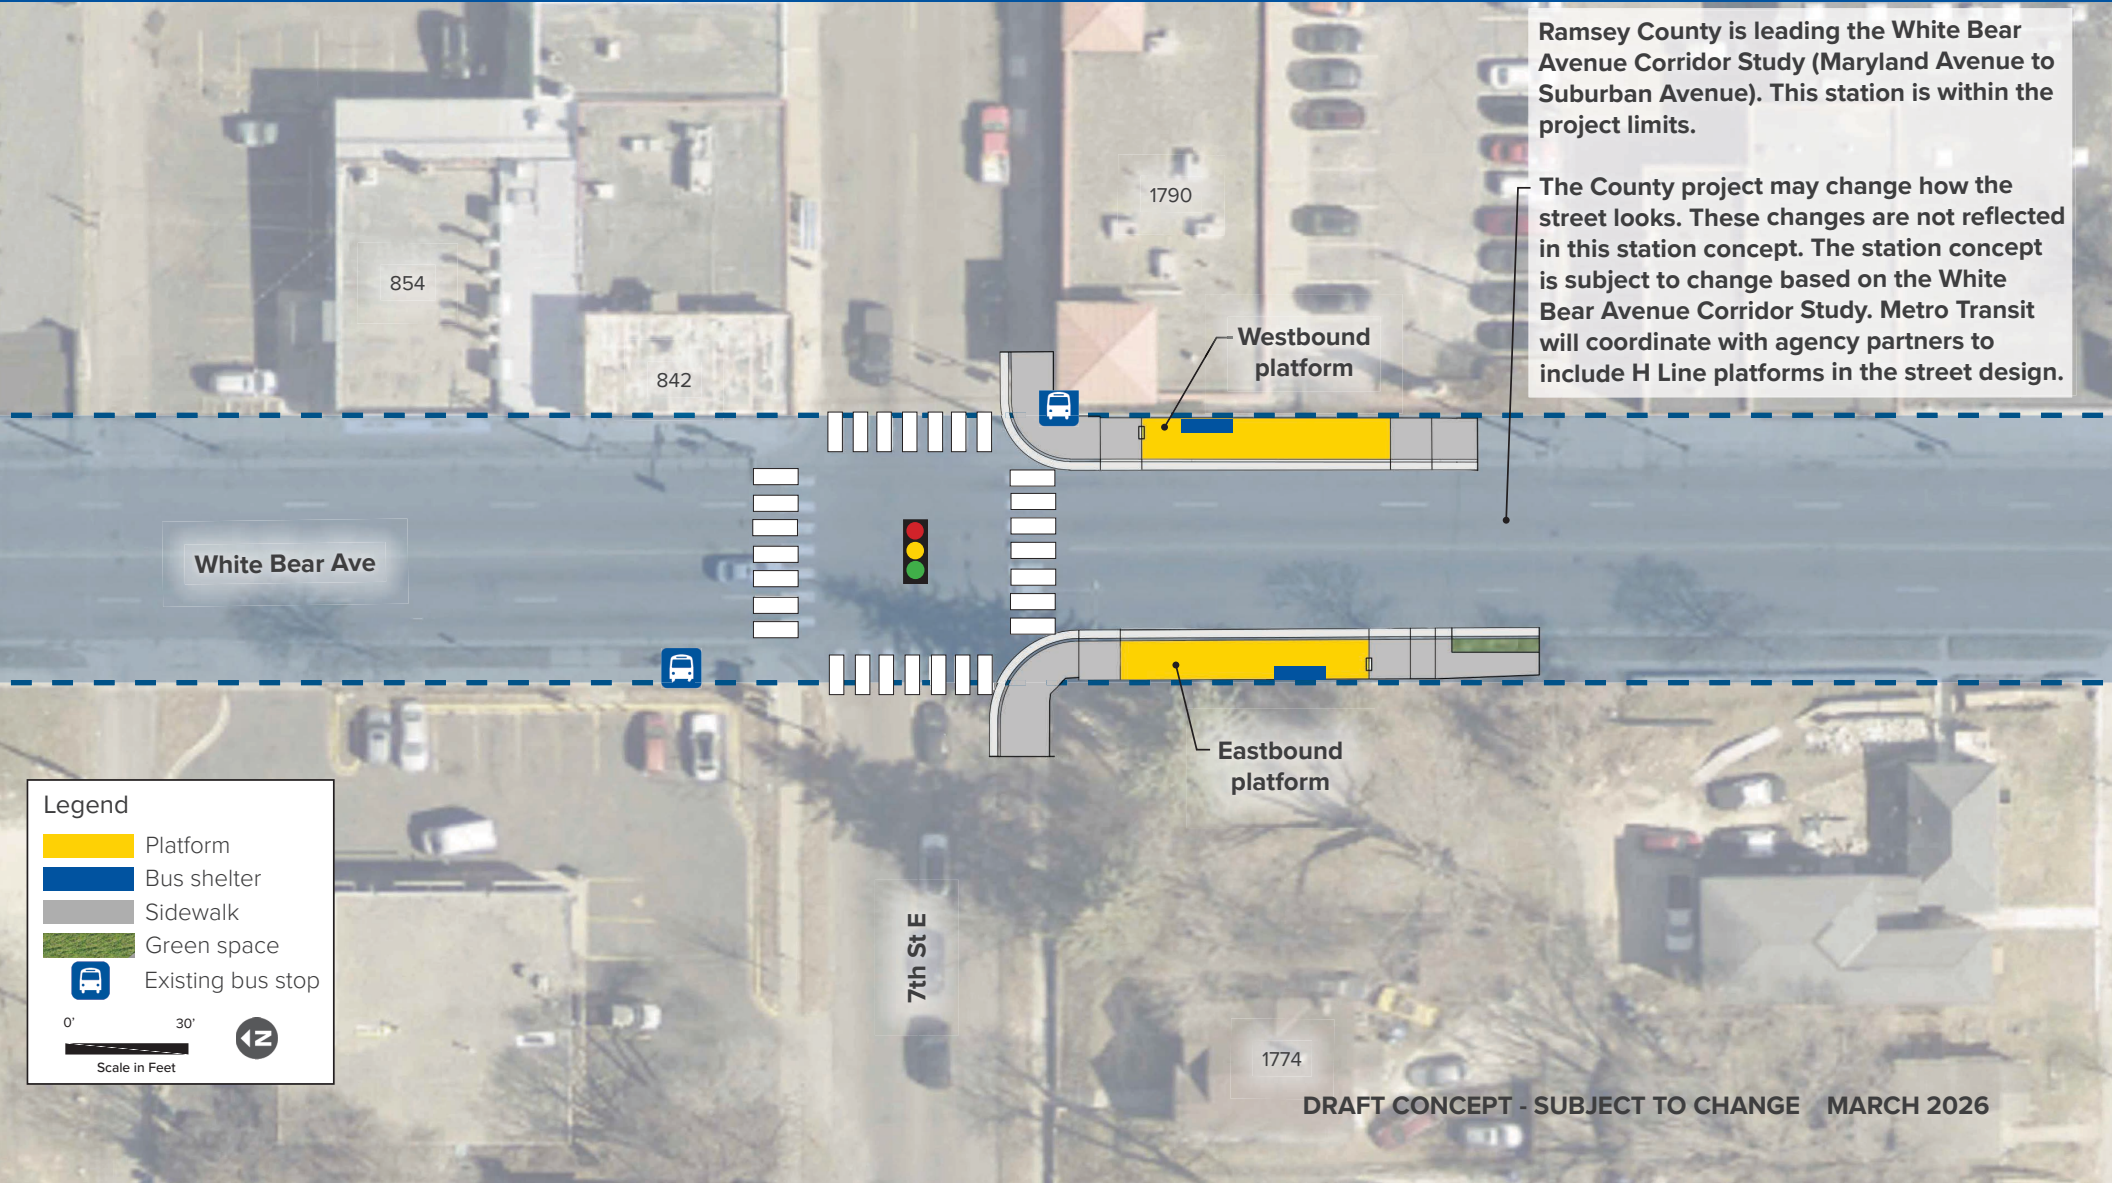 Ramsey County is leading the White Bear
Avenue Corridor Study (Maryland Avenue to
Suburban Avenue). This station is within the
project limits.
The County project may change how the
street looks. These changes are not reflected
in this station concept. The station concept
is subject to change based on the White
Bear Avenue Corridor Study. Metro Transit
will coordinate with agency partners to
include H Line platforms in the street design.
1790
854
842
Westbound
platform
White Bear Ave
Eastbound
platform
7th St E
1774
Legend
Platform
Bus shelter
Sidewalk
Green space
Existing bus stop
0'
30'
Scale in Feet
N
DRAFT CONCEPT - SUBJECT TO CHANGE MARCH 2026